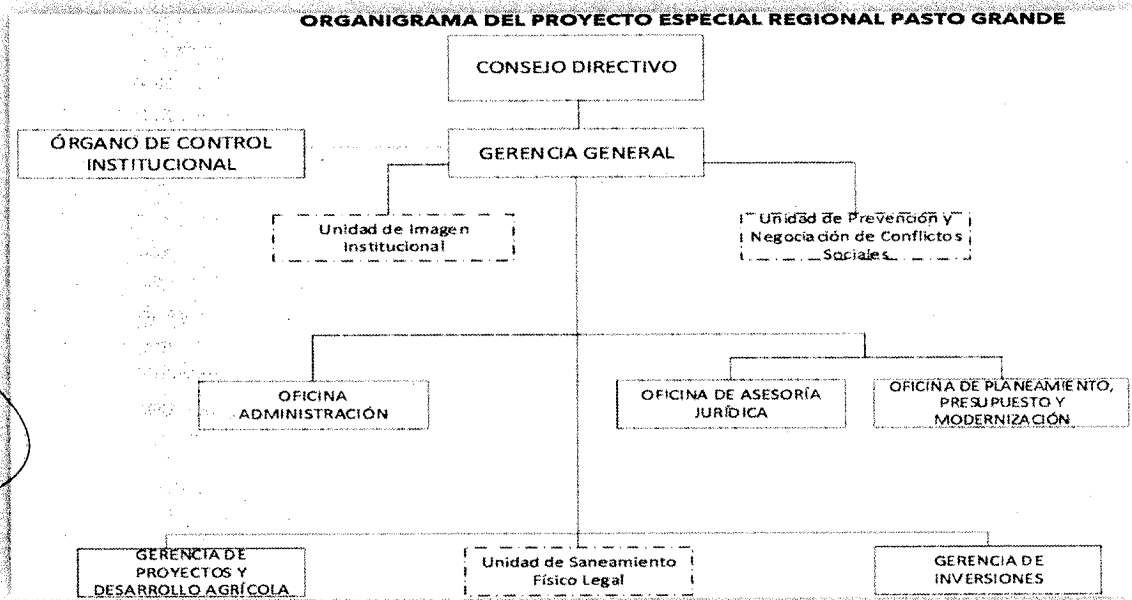 ORGANIGRAMA DEL PROYECTO ESPECIAL REGIONAL PASTO GRANDE
CONSEJO DIRECTIVO
ÓRGANO DE CONTROL
INSTITUCIONAL
GERENCIA GENERAL
Unidad de Imagen
Institucional
Unidad de Prevención y
Negociación de Conflictos
Sociales
OFICINA
ADMINISTRACIÓN
OFICINA DE ASESORÍA
JURÍDICA
OFICINA DE PLANEAMIENTO,
PRESUPUESTO Y
MODERNIZACIÓN
GERENCIA DE
PROYECTOS Y
DESARROLLO AGRÍCOLA
Unidad de Saneamiento
Físico Legal
GERENCIA DE
INVERSIONES